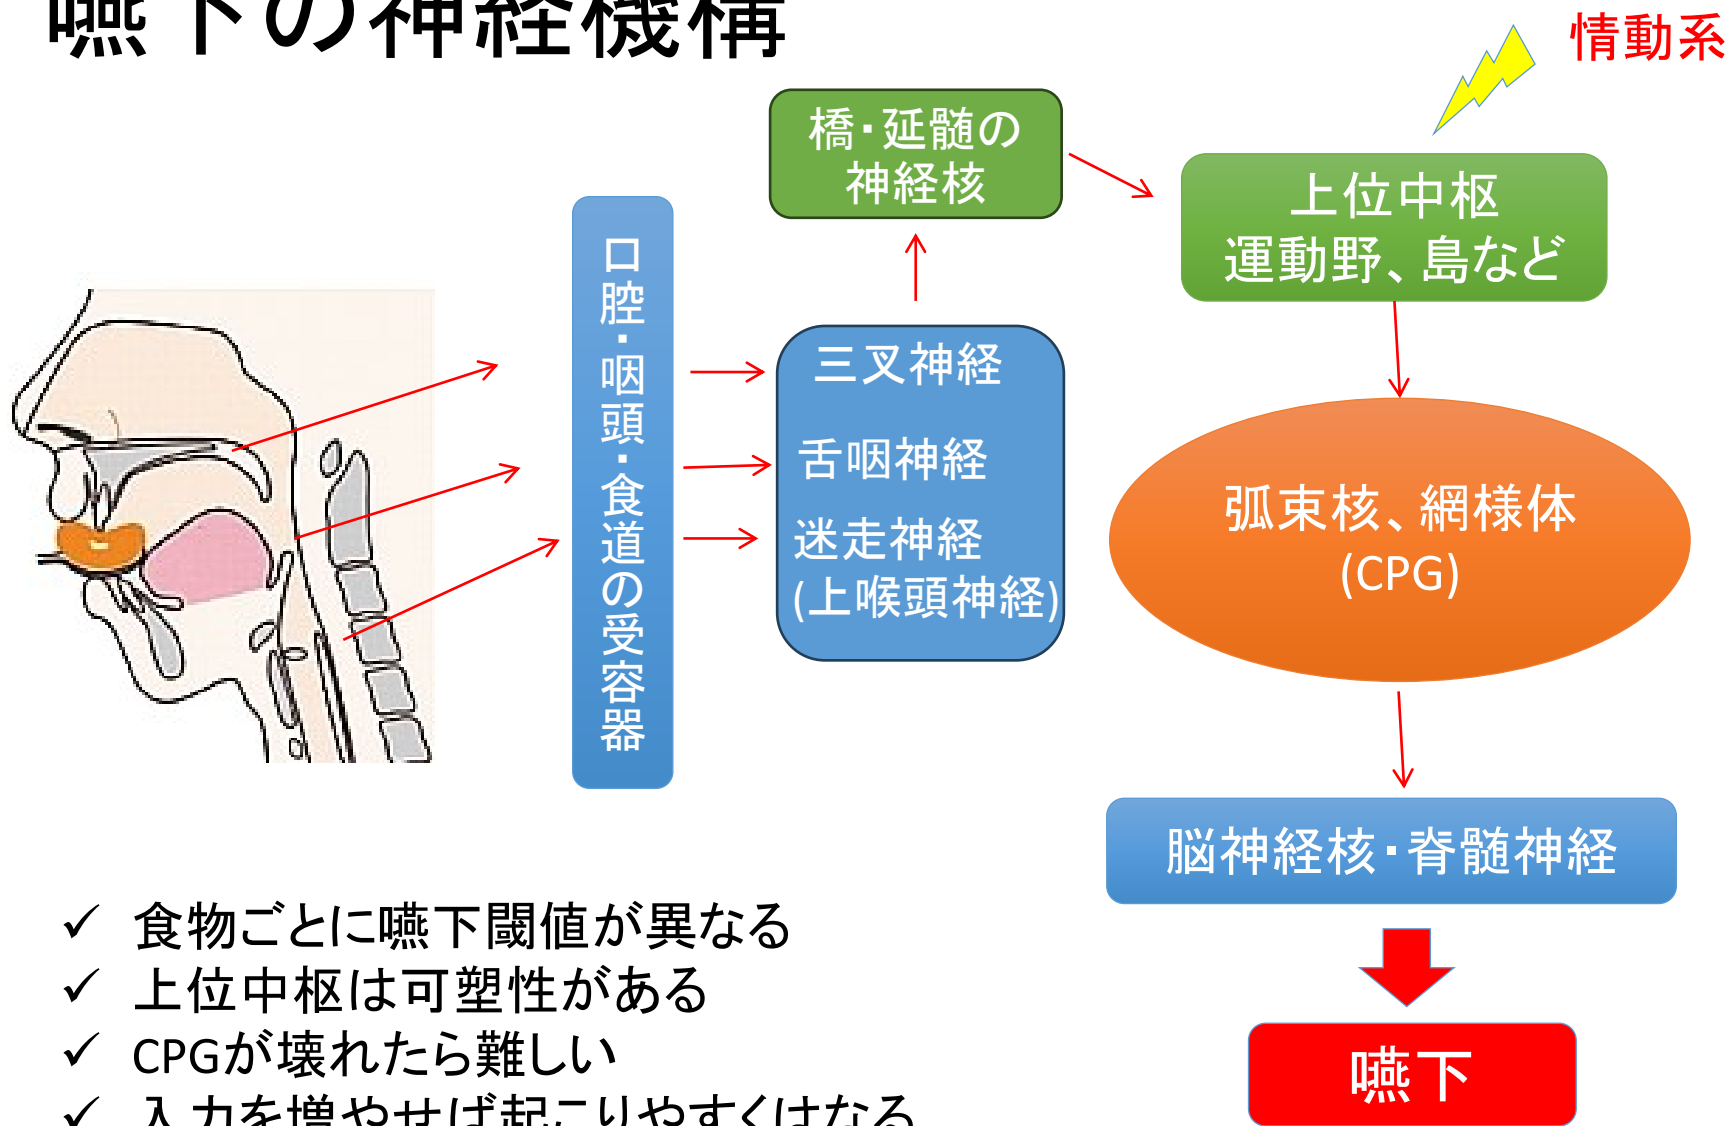 嚥下の神経機構
情動系
橋・延髄の
神経核
上位中枢
運動野、島など
口腔・咽頭・食道の受容器
三叉神経
舌咽神経
迷走神経
(上喉頭神経)
弧束核、網様体
(CPG)
脳神経核・脊髄神経
嚥下
✓ 食物ごとに嚥下閾値が異なる
✓ 上位中枢は可塑性がある
✓ CPGが壊れたら難しい
✓ 入力を増やせば起こりやすくはなる